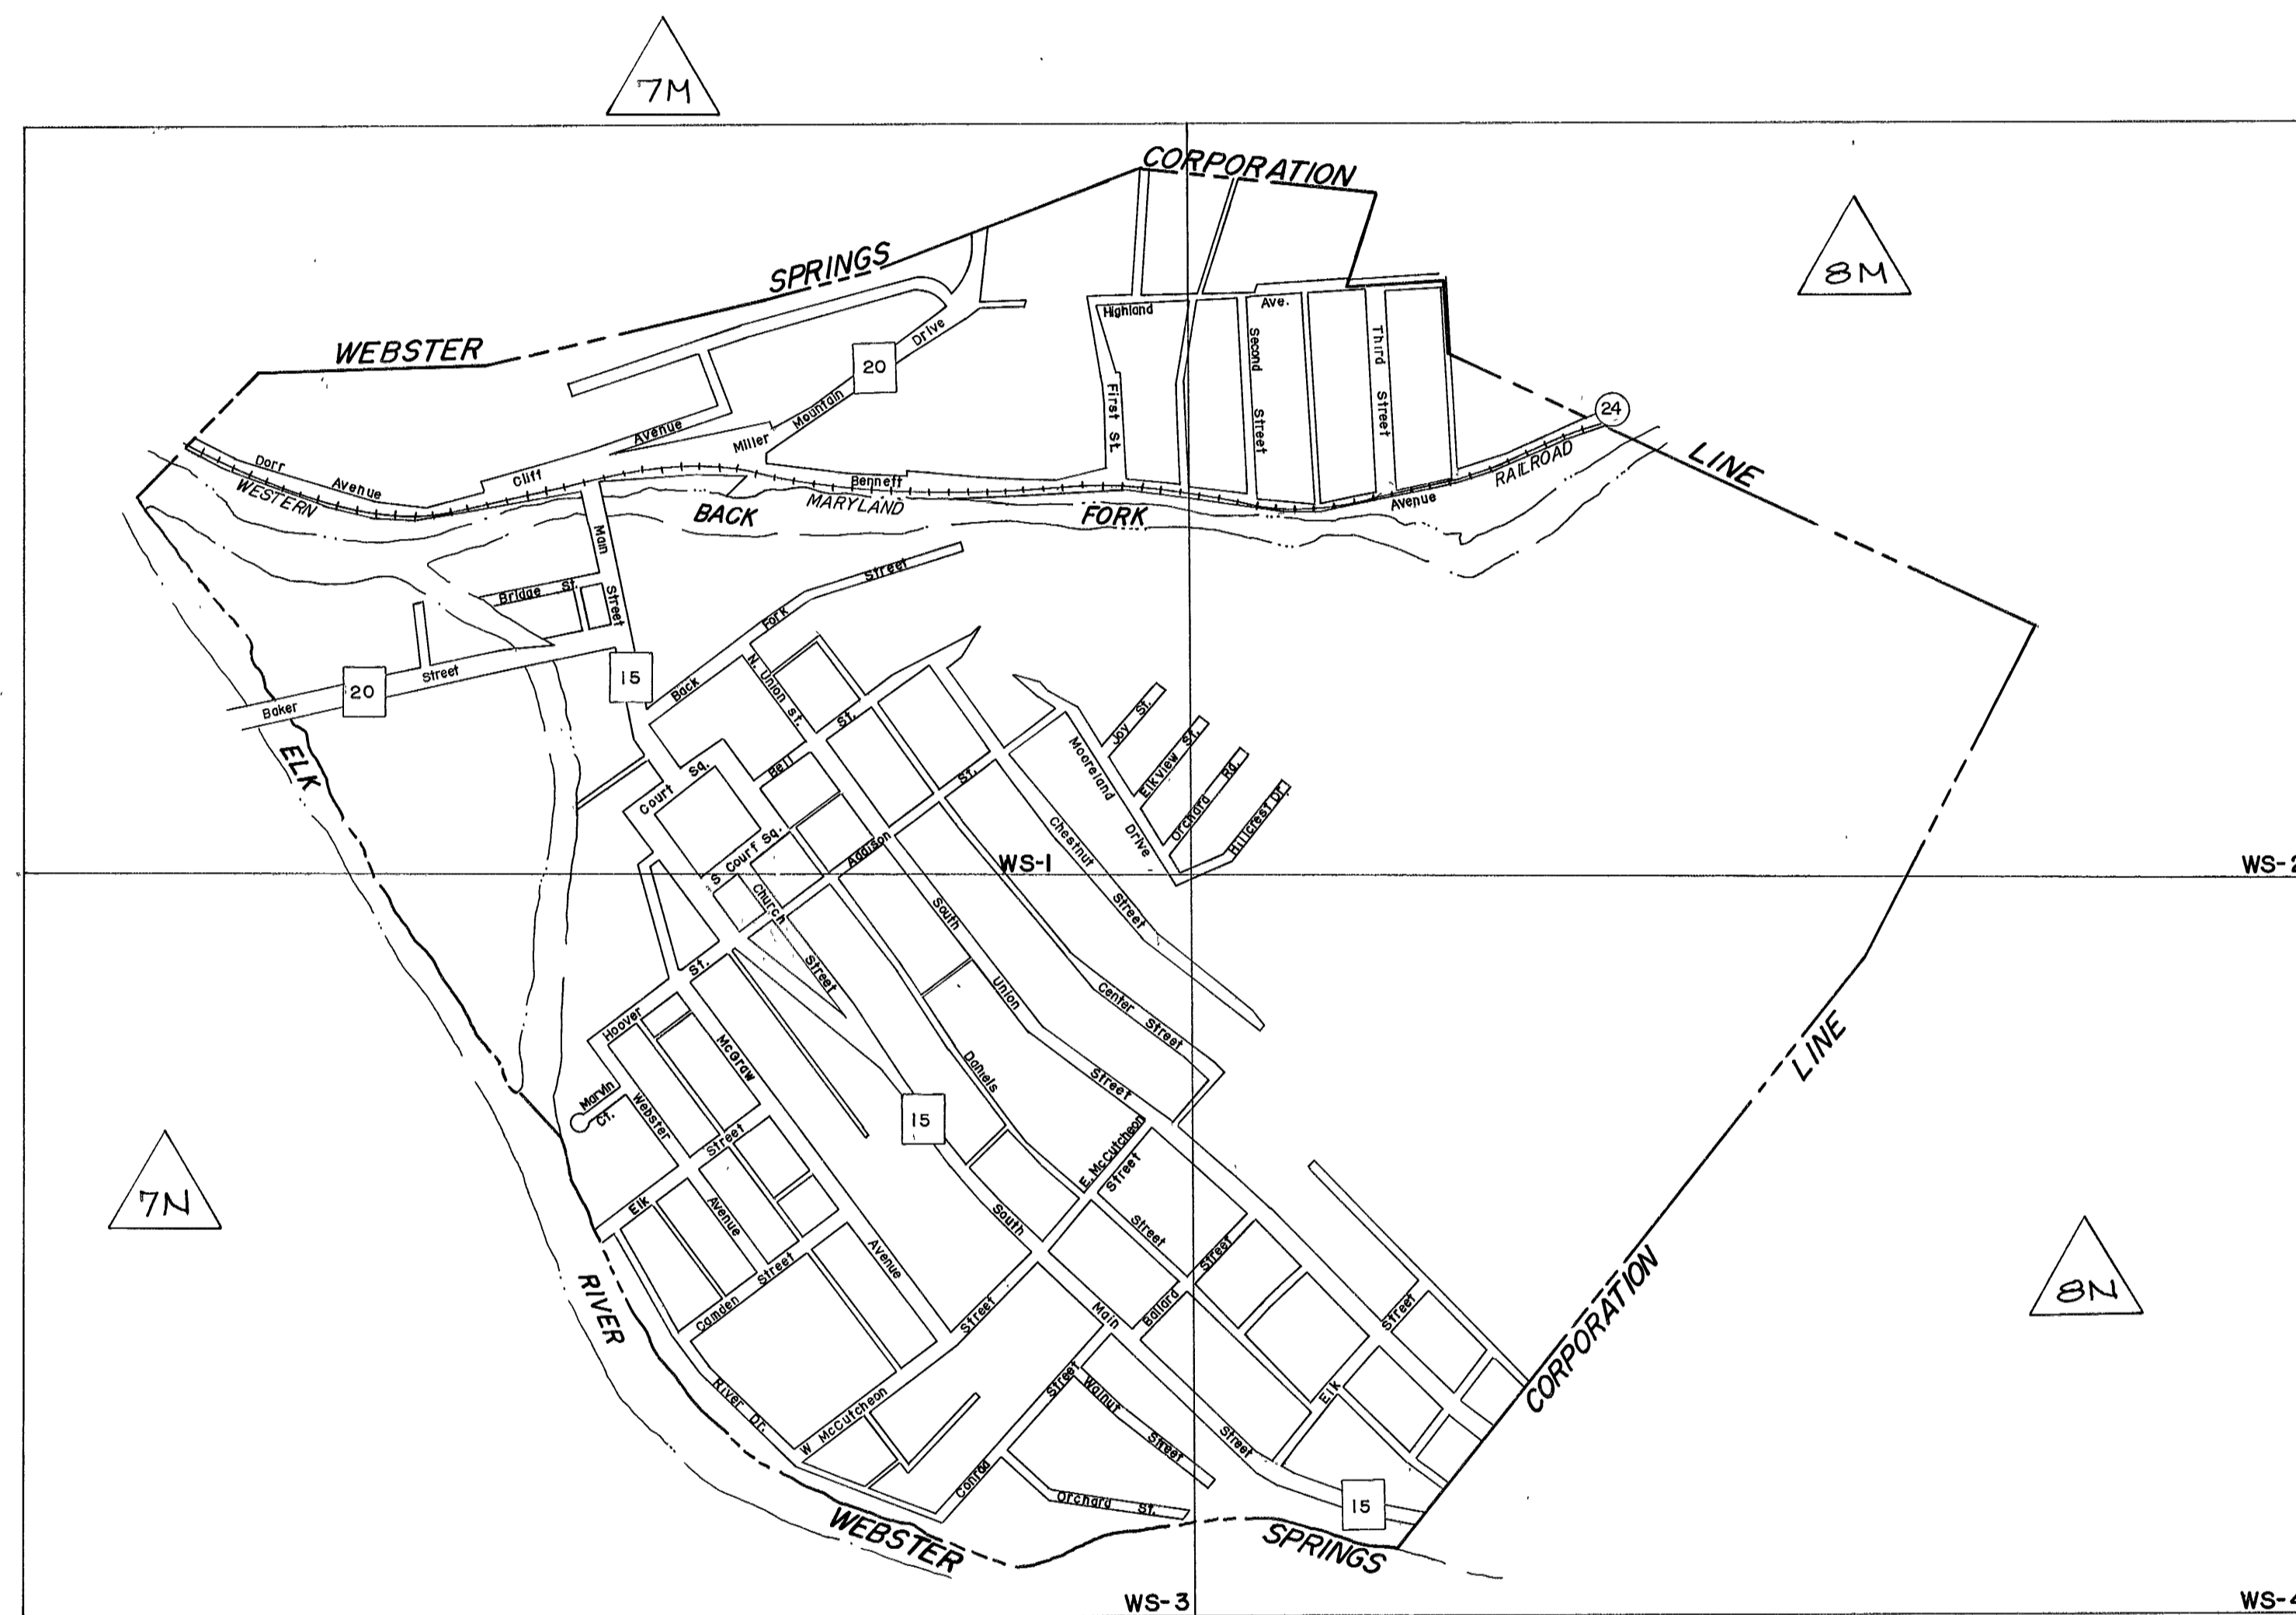 7M
8M
CORPORATION
SPRINGS
WEBSTER
Highland
Ave.
Drive
20
Mountain
Miller
First St.
Second
Street
Third
Street
24
LINE
Dorr
Avenue
WESTERN
Cliff
Avenue
Bennett
MARYLAND
RAILROAD
Avenue
BACK
FORK
Main
Street
Bridge St.
Baker
20
Street
15
Back
Fork
Street
N. Union st.
Bell
St.
Court
Sq.
S Court Sq.
Addison
St.
Mooreland
Drive
Joy St.
Elkview St.
Orchard Rd.
Hillcrest Dr.
Chestnut
Street
ELK
WS-1
WS-2
Church
Street
South
Union
Street
Center Street
Hoover
St.
McGraw
Avenue
Daniels
Street
Marvin
Ct.
Webster
Avenue
15
E. McCutcheon
Street
LINE
7N
8N
Elk
Street
Camden
Street
South
Main
Street
Ballard
Street
Elk
Street
CORPORATION
RIVER
River Dr.
W McCutcheon
Street
Conrad
Street
Walnut
Street
Orchard St.
15
WEBSTER
SPRINGS
WS-3
WS-4